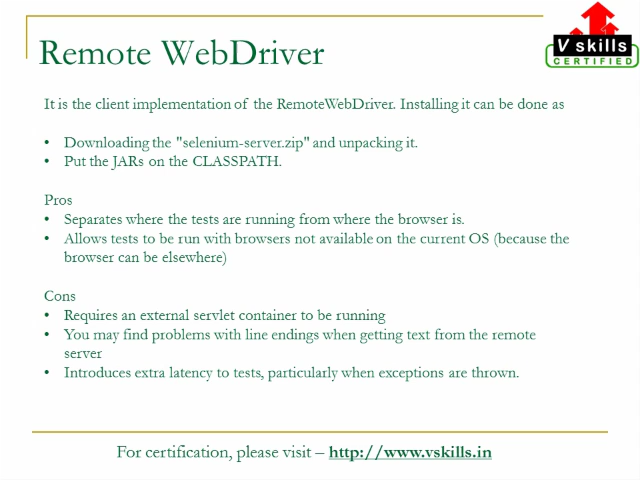 V skills
CERTIFIED
Remote WebDriver
It is the client implementation of the RemoteWebDriver. Installing it can be done as
• Downloading the "selenium-server.zip" and unpacking it.
• Put the JARs on the CLASSPATH.
Pros
• Separates where the tests are running from where the browser is.
• Allows tests to be run with browsers not available on the current OS (because the
browser can be elsewhere)
Cons
• Requires an external servlet container to be running
• You may find problems with line endings when getting text from the remote
server
• Introduces extra latency to tests, particularly when exceptions are thrown.
For certification, please visit – http://www.vskills.in